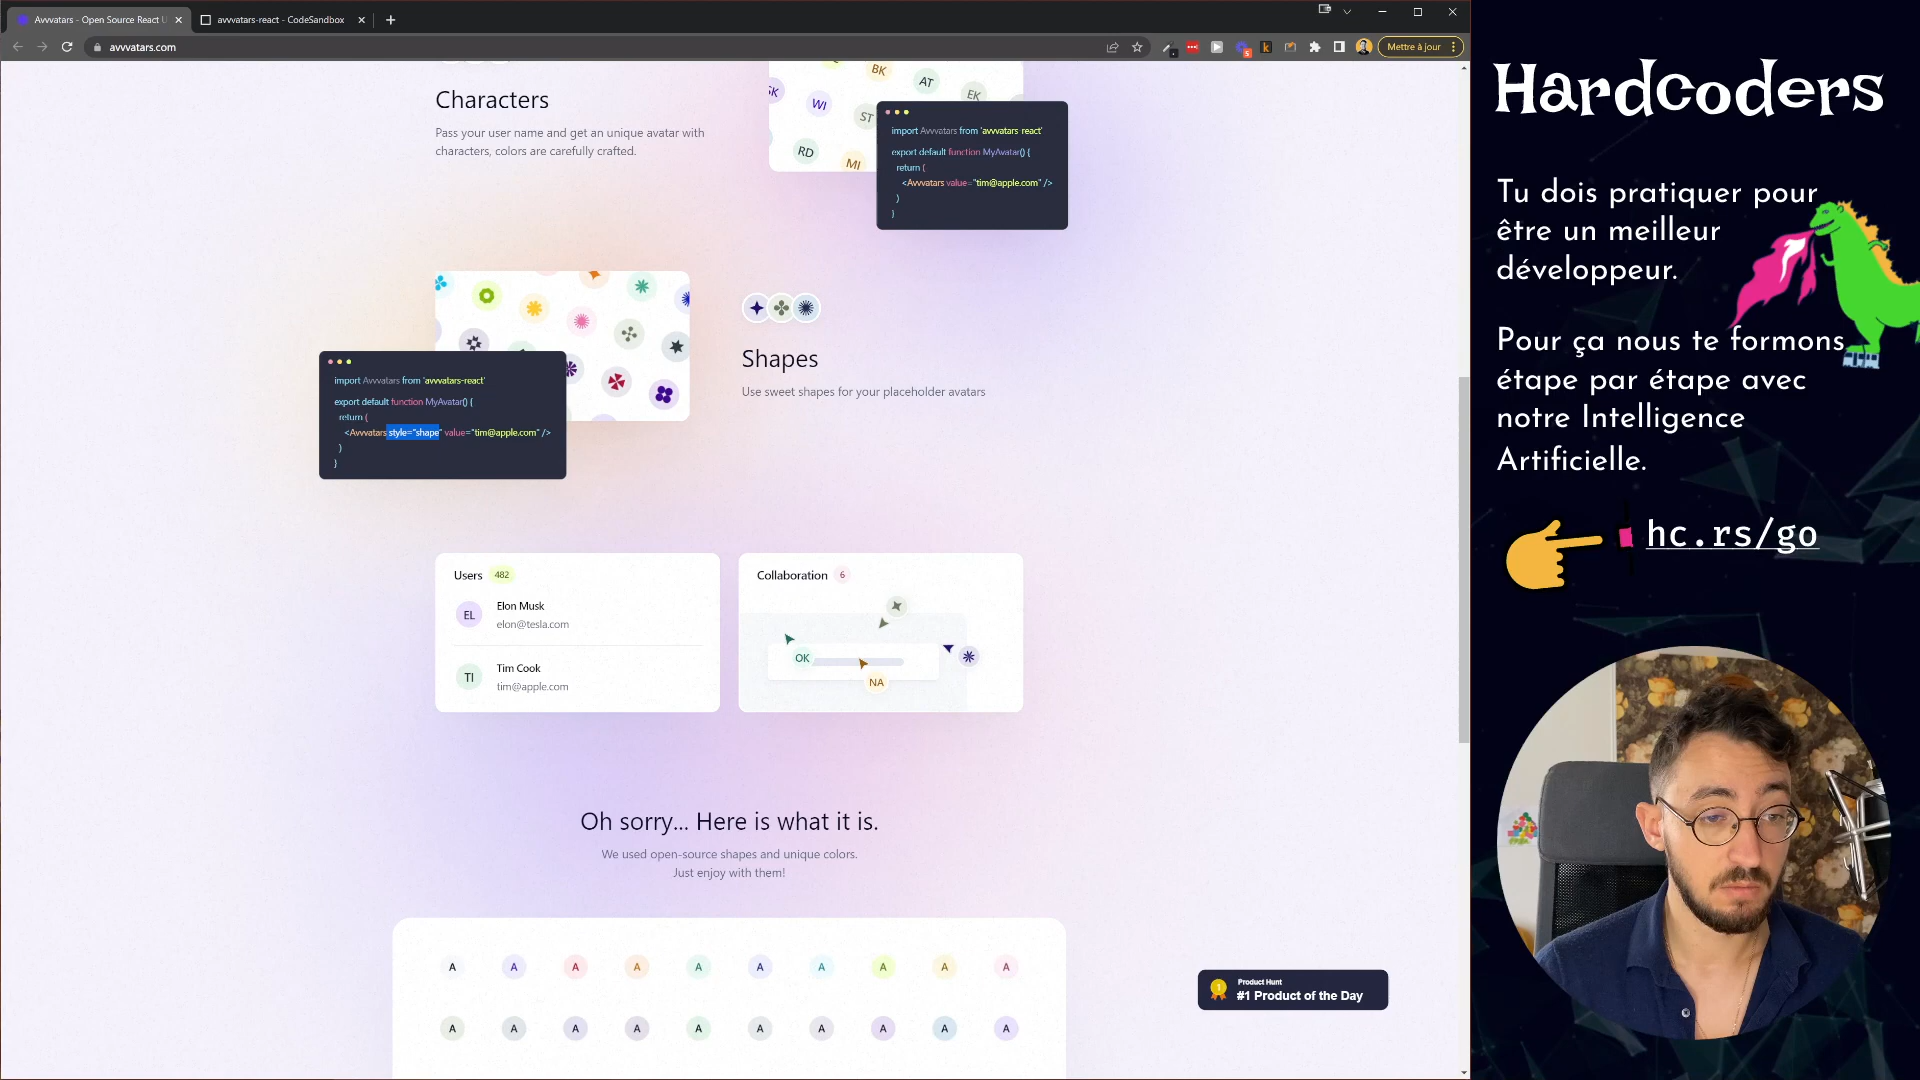 Avvvatars - Open Source React U
avvvatars-react - CodeSandbox
avvvatars.com
Mettre à jour
Characters
Pass your user name and get an unique avatar with
characters, colors are carefully crafted.
BK
AT
SK
WI
EK
ST
RD
MI
import Avvvatars from 'avvvatars-react'
export default function MyAvatar() {
return (
<Avvvatars value="tim@apple.com" />
)
}
import Avvvatars from 'avvvatars-react'
export default function MyAvatar() {
return (
<Avvvatars style="shape" value="tim@apple.com" />
)
}
Shapes
Use sweet shapes for your placeholder avatars
Users 482
EL
Elon Musk
elon@tesla.com
TI
Tim Cook
tim@apple.com
Collaboration 6
OK
NA
Oh sorry... Here is what it is.
We used open-source shapes and unique colors.
Just enjoy with them!
A A A A A A A A A A
A A A A A A A A A A
Product Hunt
#1 Product of the Day
Hardcoders
Tu dois pratiquer pour
être un meilleur
développeur.
Pour ça nous te formons
étape par étape avec
notre Intelligence
Artificielle.
hc.rs/go